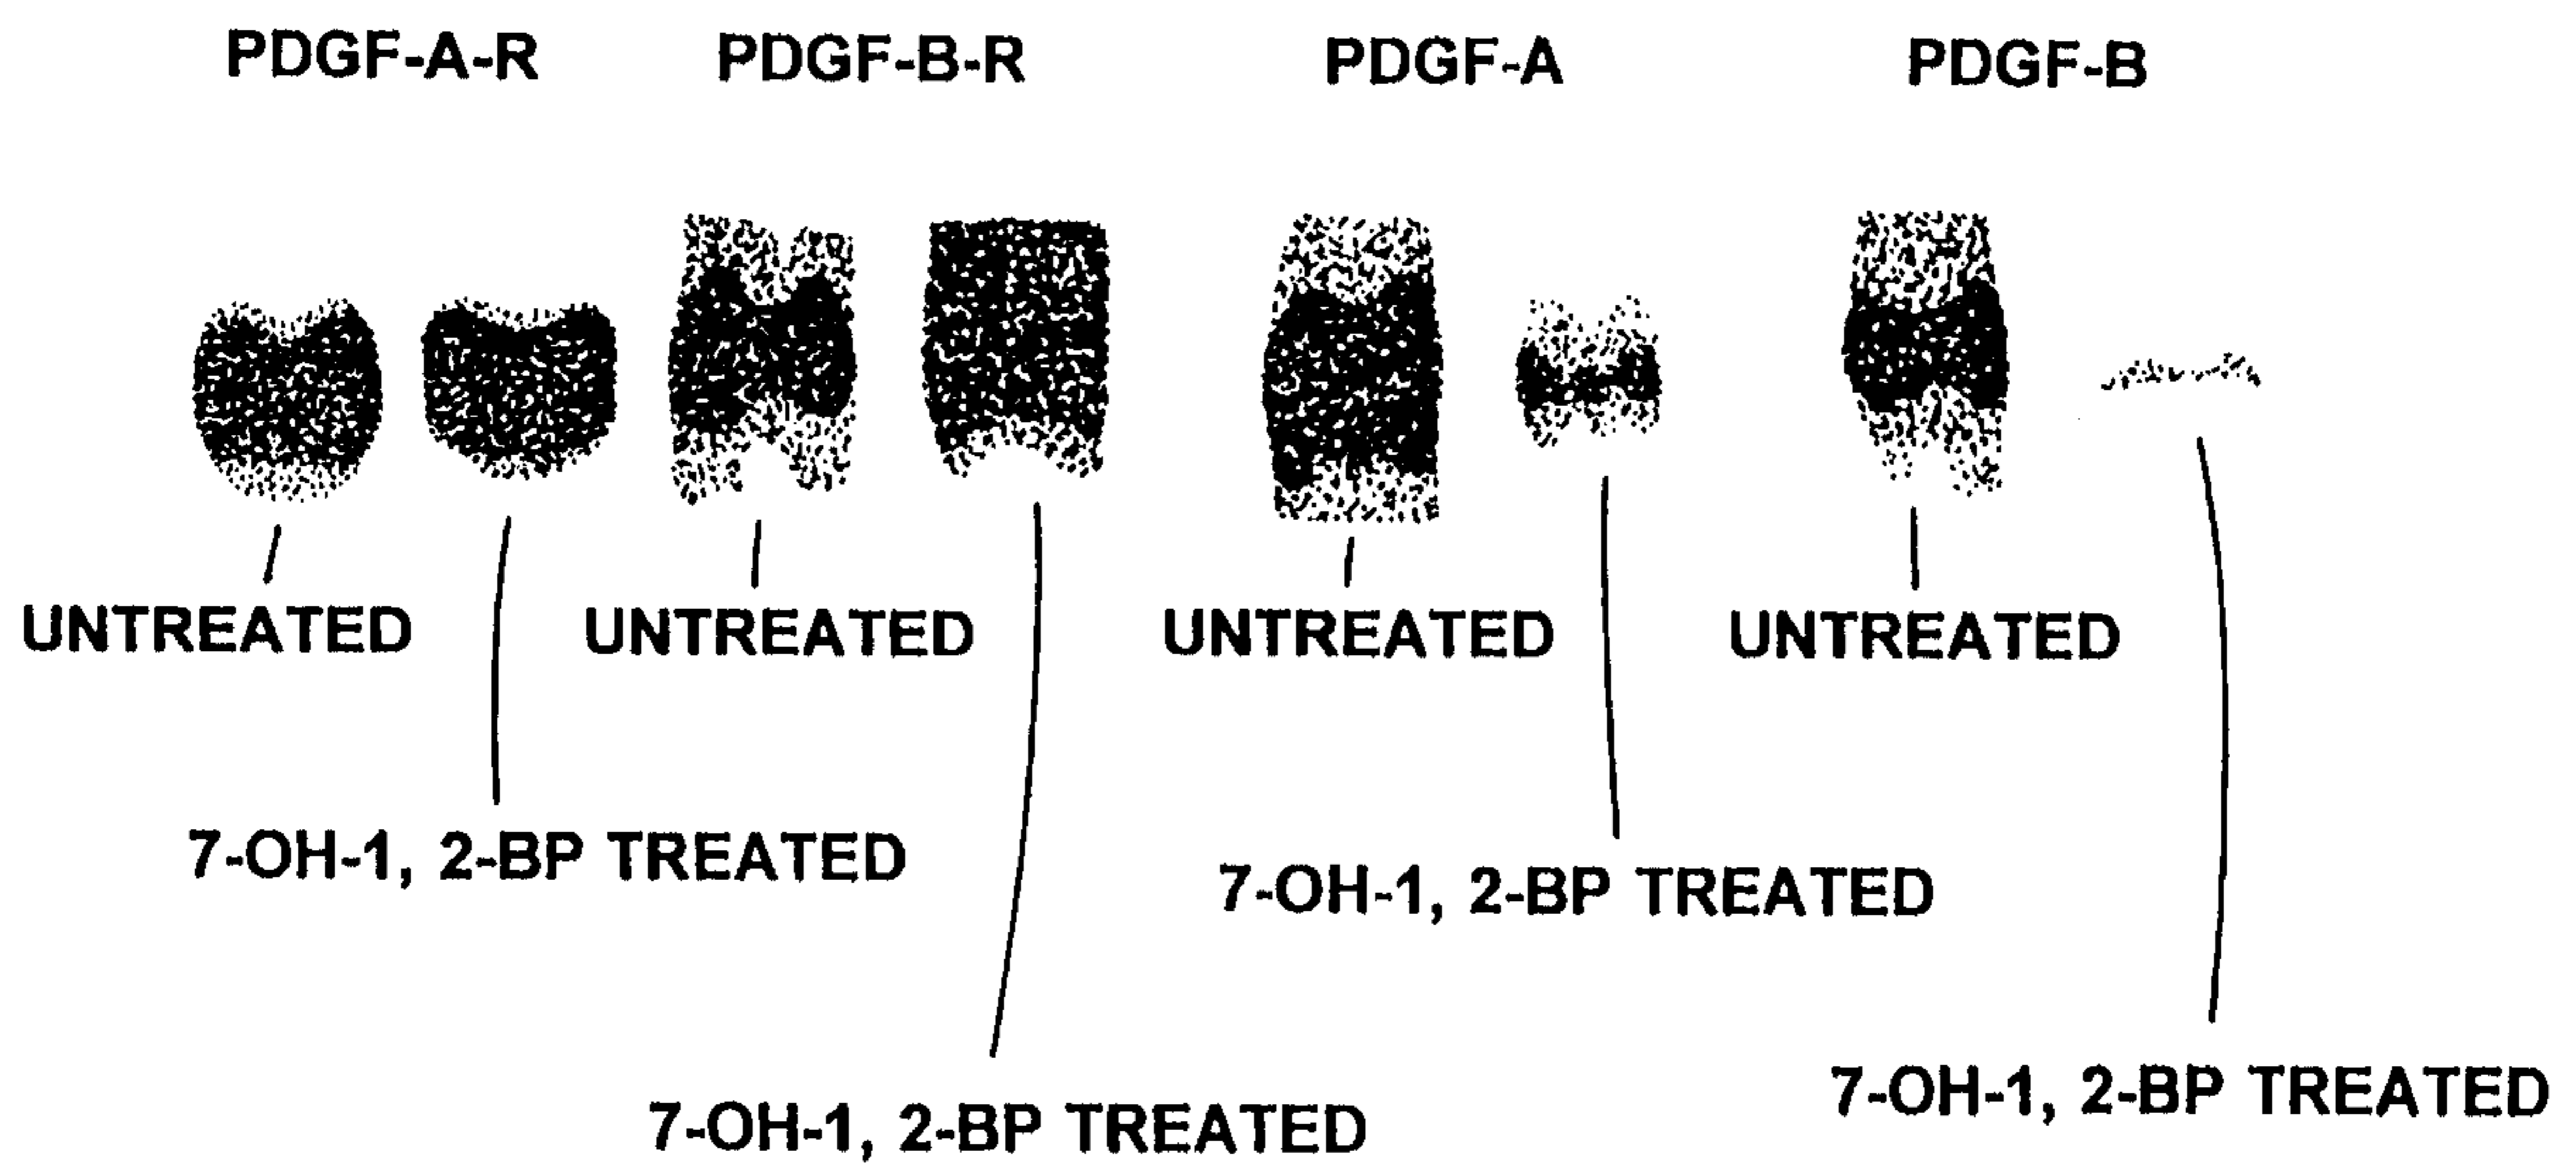 PDGF-A-R PDGF-B-R PDGF-A PDGF-B
UNTREATED UNTREATED UNTREATED UNTREATED
7-OH-1, 2-BP TREATED 7-OH-1, 2-BP TREATED
7-OH-1, 2-BP TREATED 7-OH-1, 2-BP TREATED